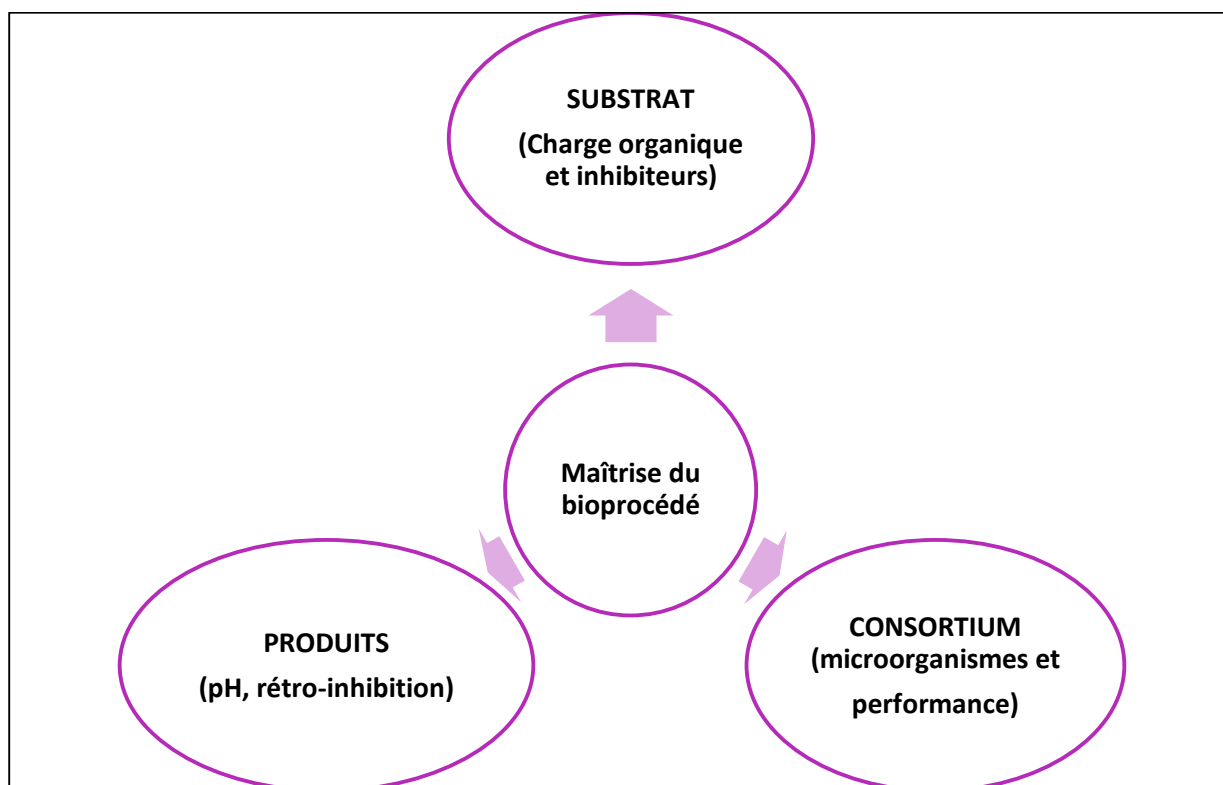 SUBSTRAT
(Charge organique
et inhibiteurs)
Maîtrise du
bioprocédé
PRODUITS
(pH, rétro-inhibition)
CONSORTIUM
(microorganismes et
performance)